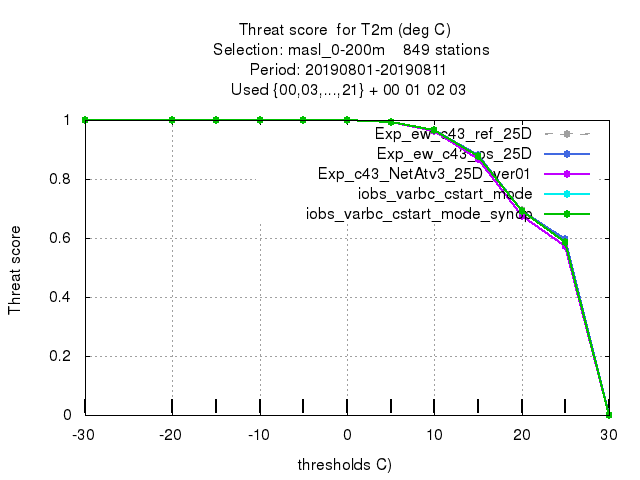 Threat score for T2m (deg C)
Selection: masl_0-200m 849 stations
Period: 20190801-20190811
Used {00,03,...,21} + 00 01 02 03
Exp_ew_c43_ref_25D
Exp_ew_c43_ps_25D
Exp_c43_NetAtv3_25D_ver01
iobs_varbc_cstart_mode
iobs_varbc_cstart_mode_synop
Threat score
1
0.8
0.6
0.4
0.2
0
-30 -20 -10 0 10 20 30
thresholds C)